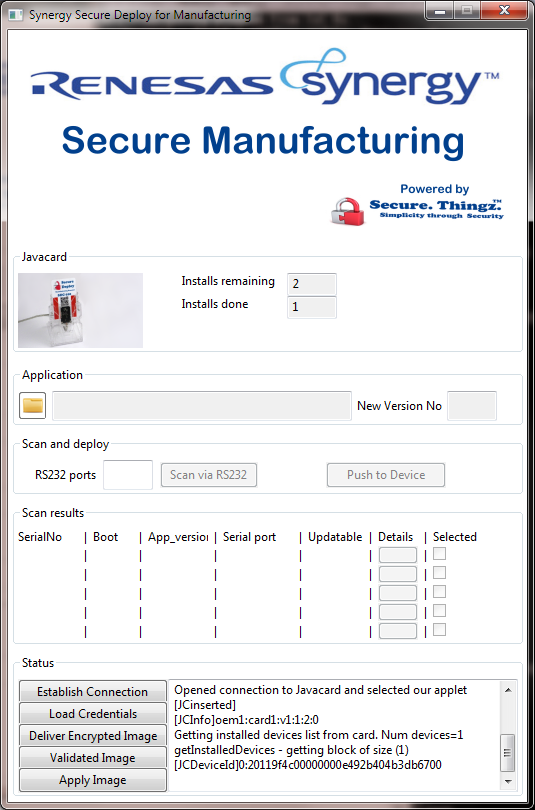 Synergy Secure Deploy for Manufacturing
RENESAS synergy™
Secure Manufacturing
Powered by
Secure. Thingz.™
Simplicity through Security
Javacard
Secure
Deploy
Installs remaining 2
Installs done 1
Application
New Version No
Scan and deploy
RS232 ports Scan via RS232 Push to Device
Scan results
SerialNo | Boot | App_version | Serial port | Updatable | Details | Selected
Status
Establish Connection
Load Credentials
Deliver Encrypted Image
Validated Image
Apply Image
Opened connection to Javacard and selected our applet
[JCinserted]
[JCInfo]oem1:card1:v1:1:2:0
Getting installed devices list from card. Num devices=1
getInstalledDevices - getting block of size (1)
[JCDeviceId]0:20119f4c00000000e492b404b3db6700